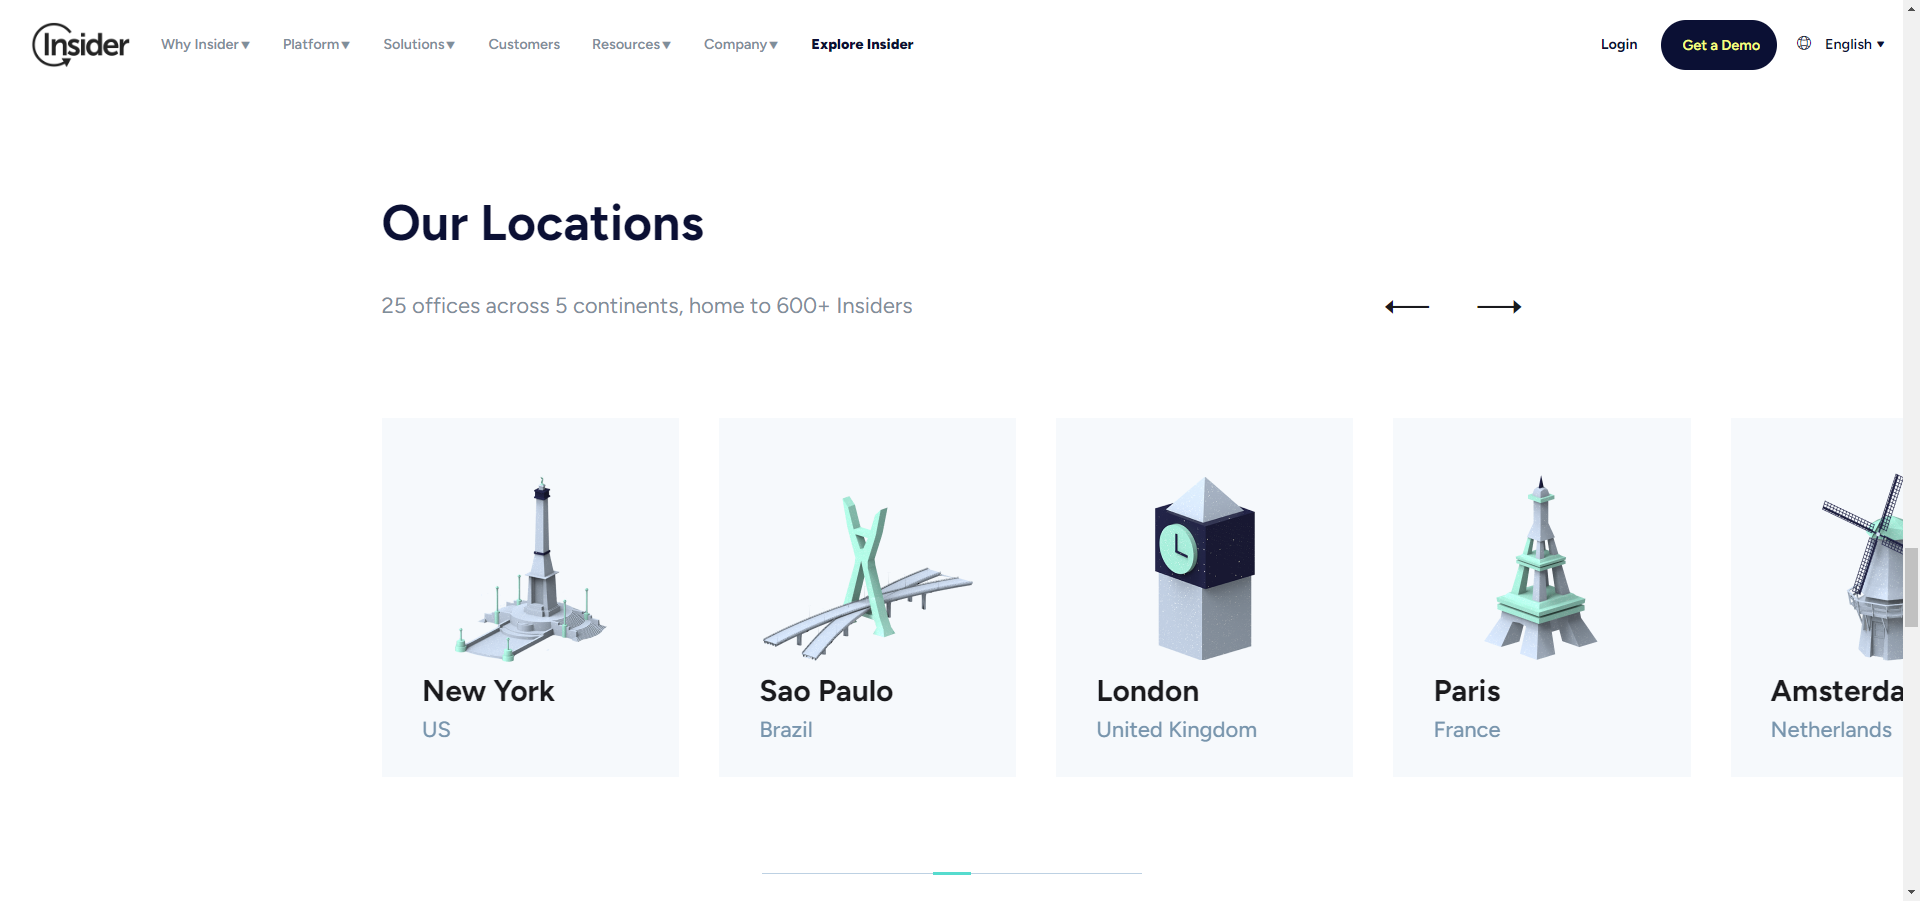 Insider
Why Insider▼ Platform▼ Solutions▼ Customers Resources▼ Company▼ Explore Insider Login Get a Demo English ▼
Our Locations
25 offices across 5 continents, home to 600+ Insiders
New York
US
Sao Paulo
Brazil
London
United Kingdom
Paris
France
Amsterda
Netherlands